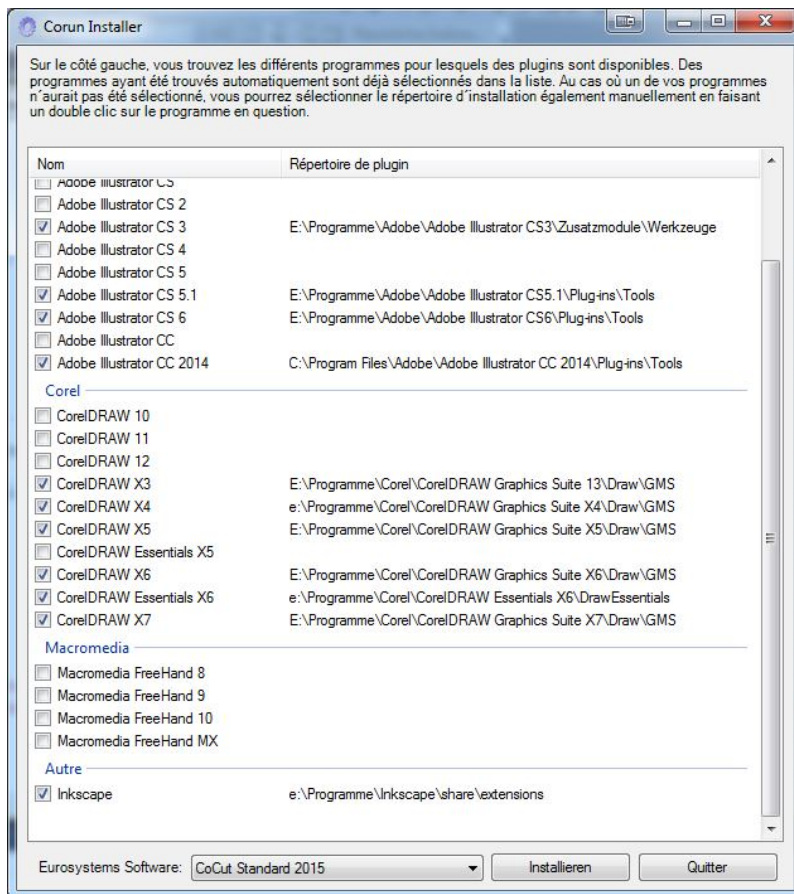 Corun Installer
Sur le côté gauche, vous trouvez les différents programmes pour lesquels des plugins sont disponibles. Des
programmes ayant été trouvés automatiquement sont déjà sélectionnés dans la liste. Au cas où un de vos programmes
n´aurait pas été sélectionné, vous pourrez sélectionner le répertoire d´installation également manuellement en faisant
un double clic sur le programme en question.
Nom Répertoire de plugin
Adobe Illustrator CS
Adobe Illustrator CS 2
Adobe Illustrator CS 3 E:\Programme\Adobe\Adobe Illustrator CS3\Zusatzmodule\Werkzeuge
Adobe Illustrator CS 4
Adobe Illustrator CS 5
Adobe Illustrator CS 5.1 E:\Programme\Adobe\Adobe Illustrator CS5.1\Plug-ins\Tools
Adobe Illustrator CS 6 E:\Programme\Adobe\Adobe Illustrator CS6\Plug-ins\Tools
Adobe Illustrator CC
Adobe Illustrator CC 2014 C:\Program Files\Adobe\Adobe Illustrator CC 2014\Plug-ins\Tools
Corel
CorelDRAW 10
CorelDRAW 11
CorelDRAW 12
CorelDRAW X3 E:\Programme\Corel\CorelDRAW Graphics Suite 13\Draw\GMS
CorelDRAW X4 e:\Programme\Corel\CorelDRAW Graphics Suite X4\Draw\GMS
CorelDRAW X5 E:\Programme\Corel\CorelDRAW Graphics Suite X5\Draw\GMS
CorelDRAW Essentials X5
CorelDRAW X6 E:\Programme\Corel\CorelDRAW Graphics Suite X6\Draw\GMS
CorelDRAW Essentials X6 e:\Programme\Corel\CorelDRAW Essentials X6\DrawEssentials
CorelDRAW X7 E:\Programme\Corel\CorelDRAW Graphics Suite X7\Draw\GMS
Macromedia
Macromedia FreeHand 8
Macromedia FreeHand 9
Macromedia FreeHand 10
Macromedia FreeHand MX
Autre
Inkscape e:\Programme\Inkscape\share\extensions
Eurosystems Software: CoCut Standard 2015 Installieren Quitter